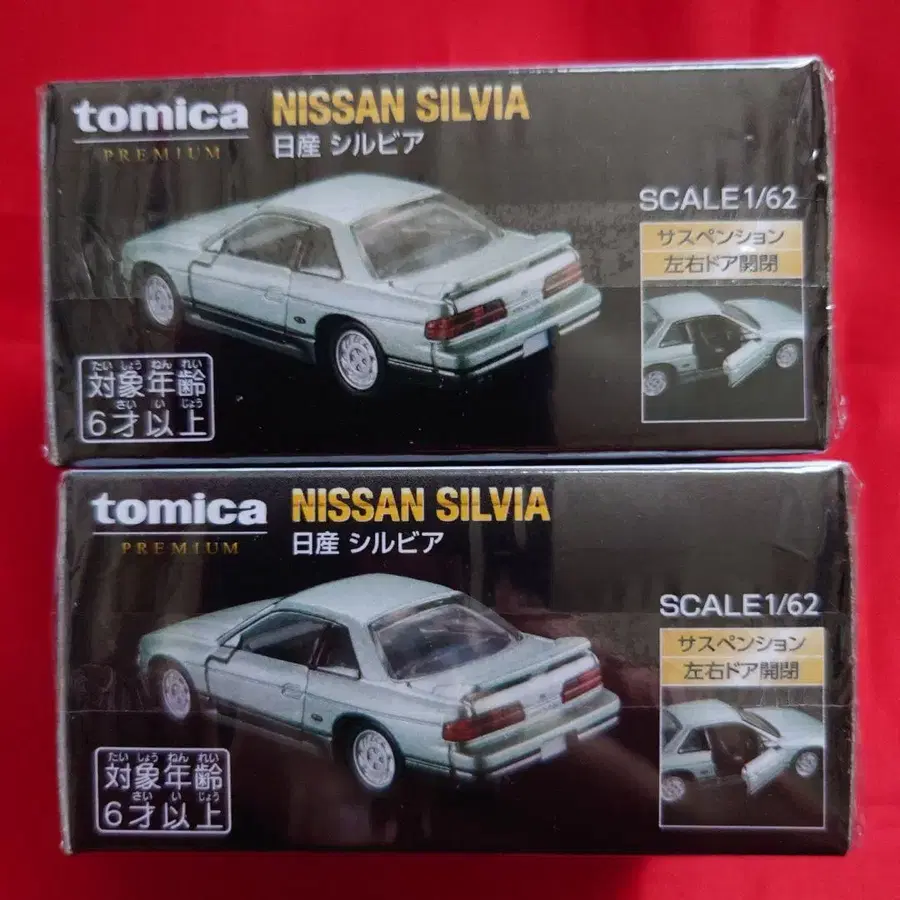 tomica
PREMIUM
NISSAN SILVIA
日産 シルビア
SCALE1/62
サスペンション
左右ドア開閉
たい しょう ねん れい
対象年齢
さい い じょう
6才以上
tomica
PREMIUM
NISSAN SILVIA
日産 シルビア
SCALE1/62
サスペンション
左右ドア開閉
たい しょう ねん れい
対象年齢
さい い じょう
6才以上